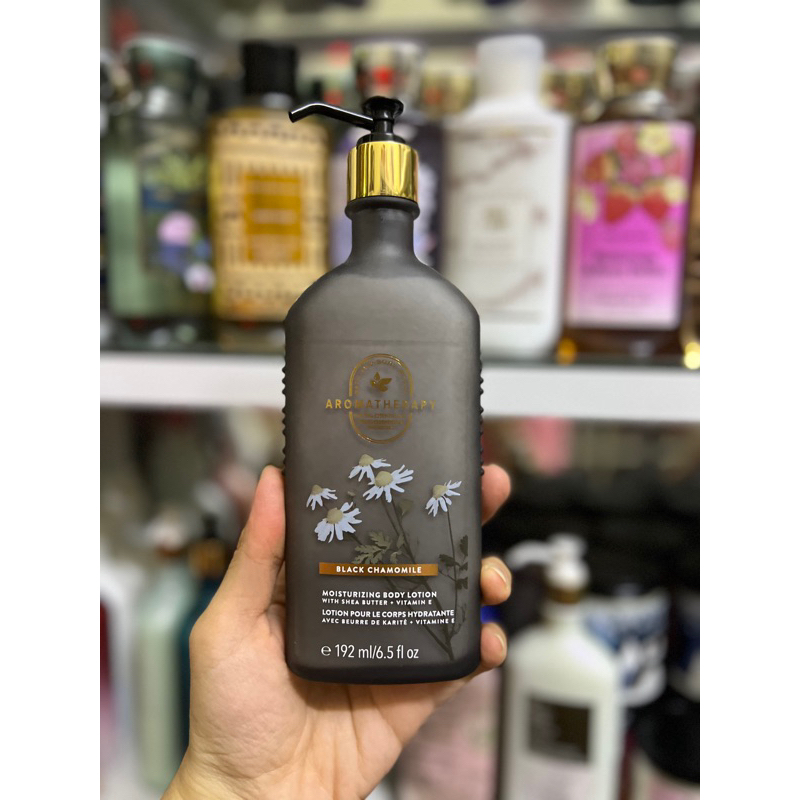 AROMATHERAPY
BLACK CHAMOMILE
MOISTURIZING BODY LOTION
WITH SHEA BUTTER + VITAMIN E
LOTION POUR LE CORPS HYDRATANTE
AVEC BEURRE DE KARITÉ + VITAMINE E
℮ 192 ml/6.5 fl oz